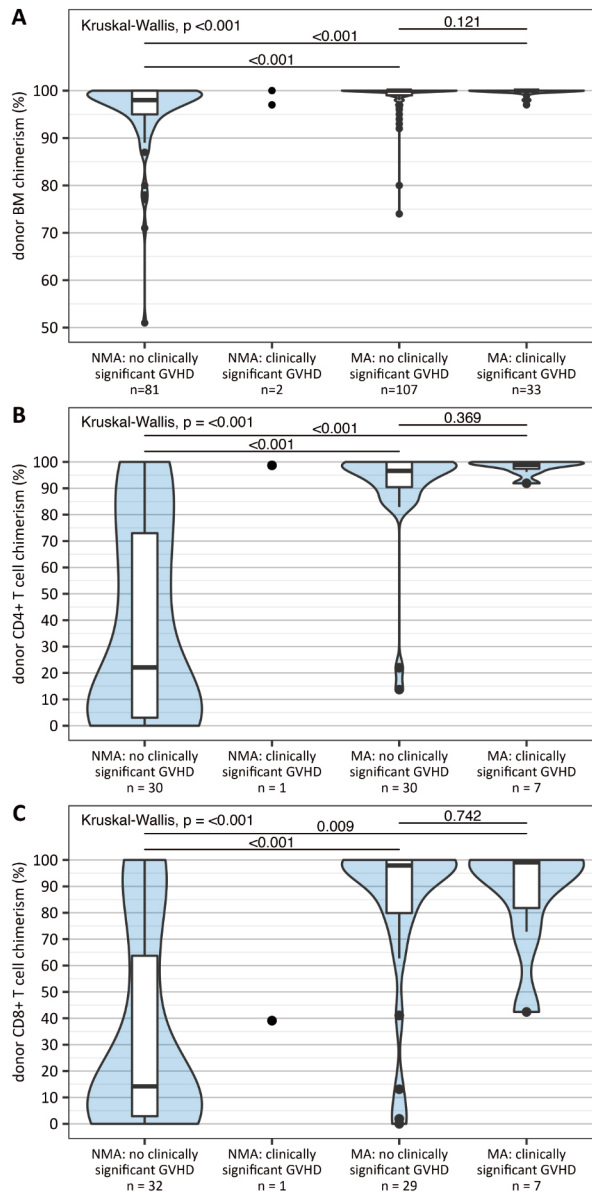 A
Kruskal-Wallis, p <0.001
0.121
<0.001
<0.001
donor BM chimerism (%)
100
90
80
70
60
50
NMA: no clinically significant GVHD n=81
NMA: clinically significant GVHD n=2
MA: no clinically significant GVHD n=107
MA: clinically significant GVHD n=33
B
Kruskal-Wallis, p = <0.001
0.369
<0.001
<0.001
donor CD4+ T cell chimerism (%)
100
90
80
70
60
50
40
30
20
10
0
NMA: no clinically significant GVHD n = 30
NMA: clinically significant GVHD n = 1
MA: no clinically significant GVHD n = 30
MA: clinically significant GVHD n = 7
C
Kruskal-Wallis, p = <0.001
0.742
0.009
<0.001
donor CD8+ T cell chimerism (%)
100
90
80
70
60
50
40
30
20
10
0
NMA: no clinically significant GVHD n = 32
NMA: clinically significant GVHD n = 1
MA: no clinically significant GVHD n = 29
MA: clinically significant GVHD n = 7